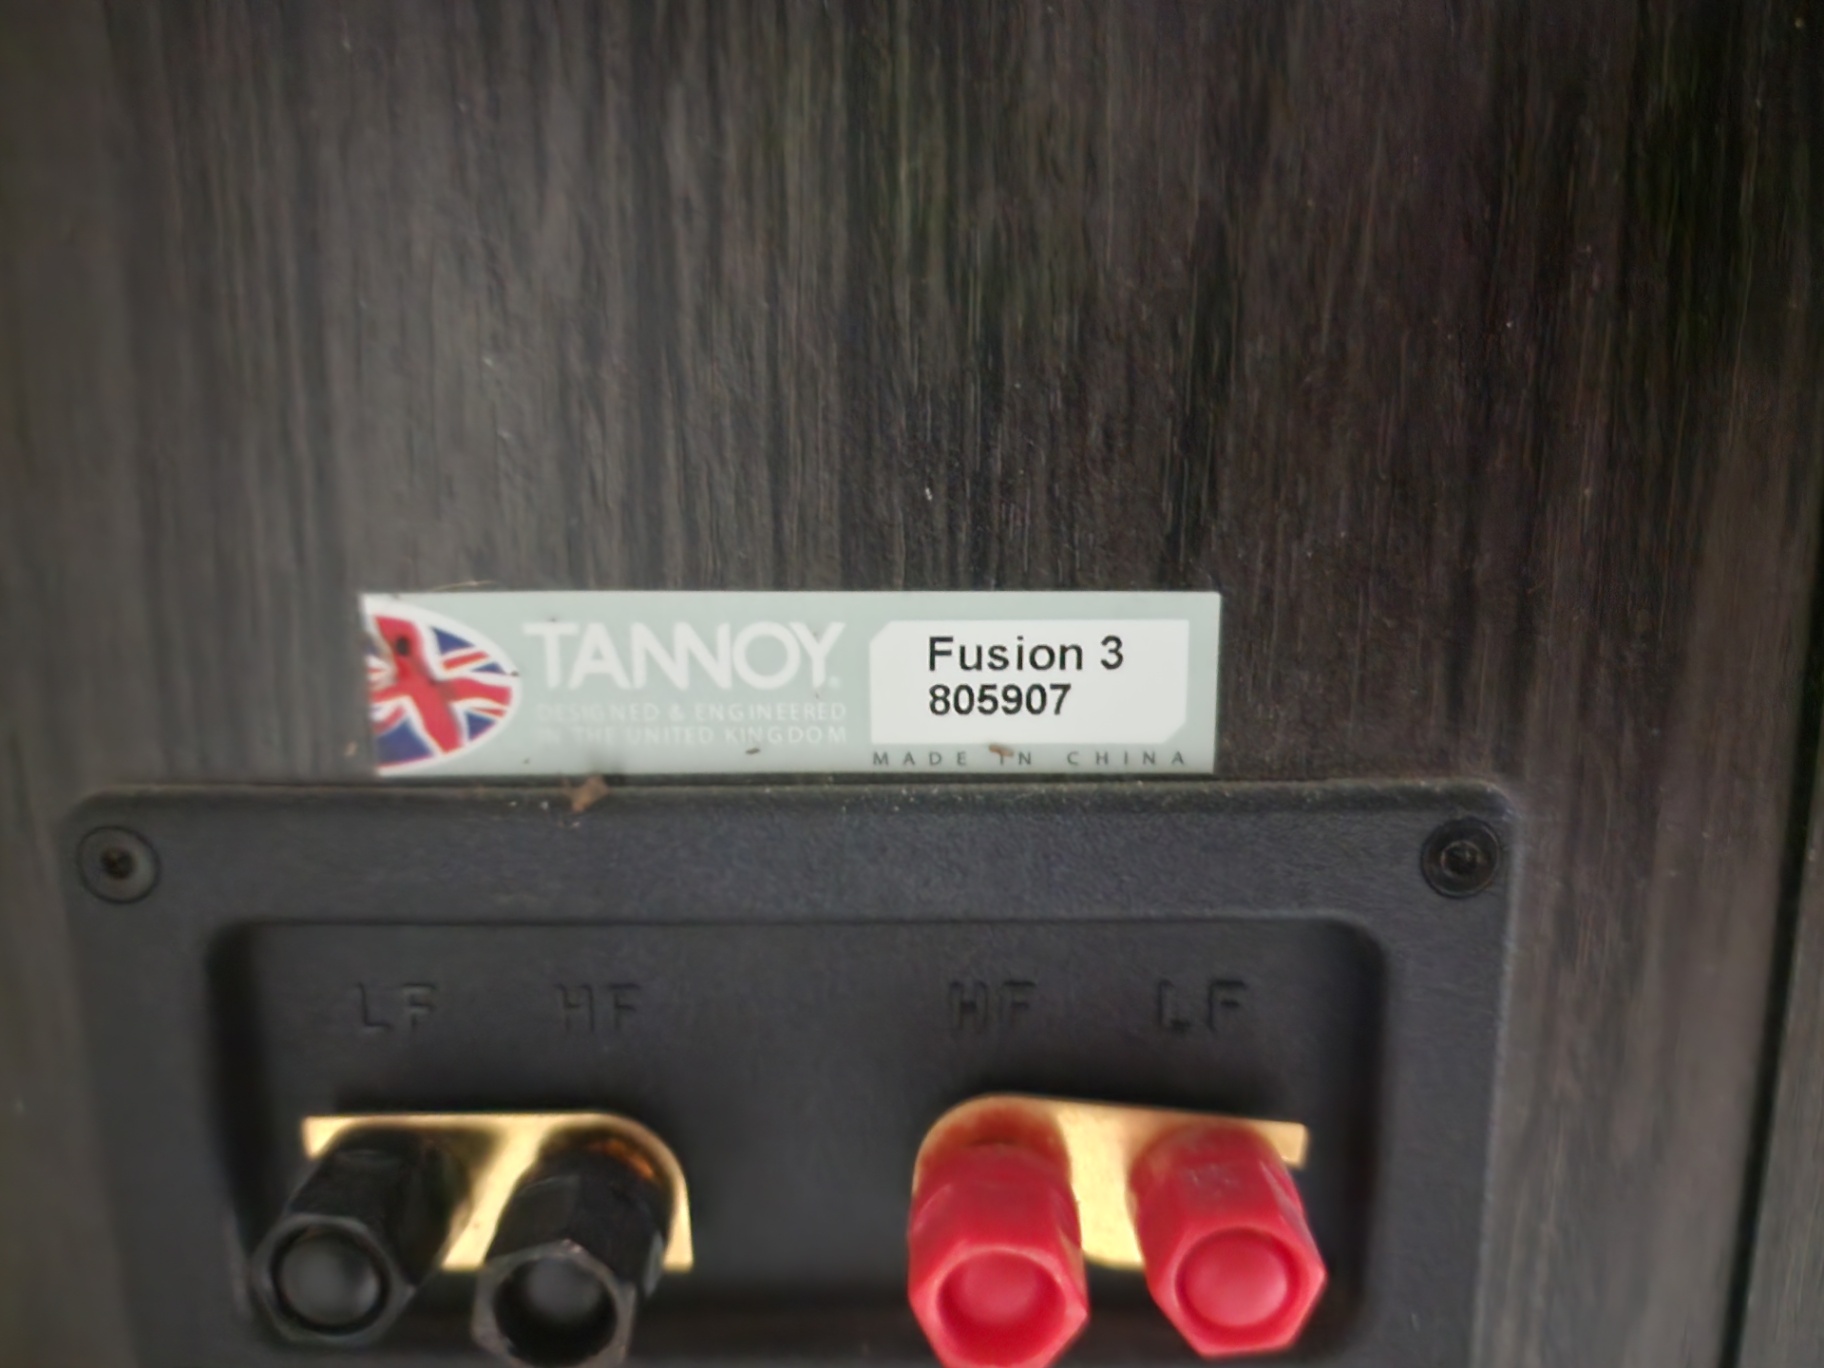 TANNOY
DESIGNED & ENGINEERED
IN THE UNITED KINGDOM
Fusion 3
805907
MADE IN CHINA
LF HF HF LF